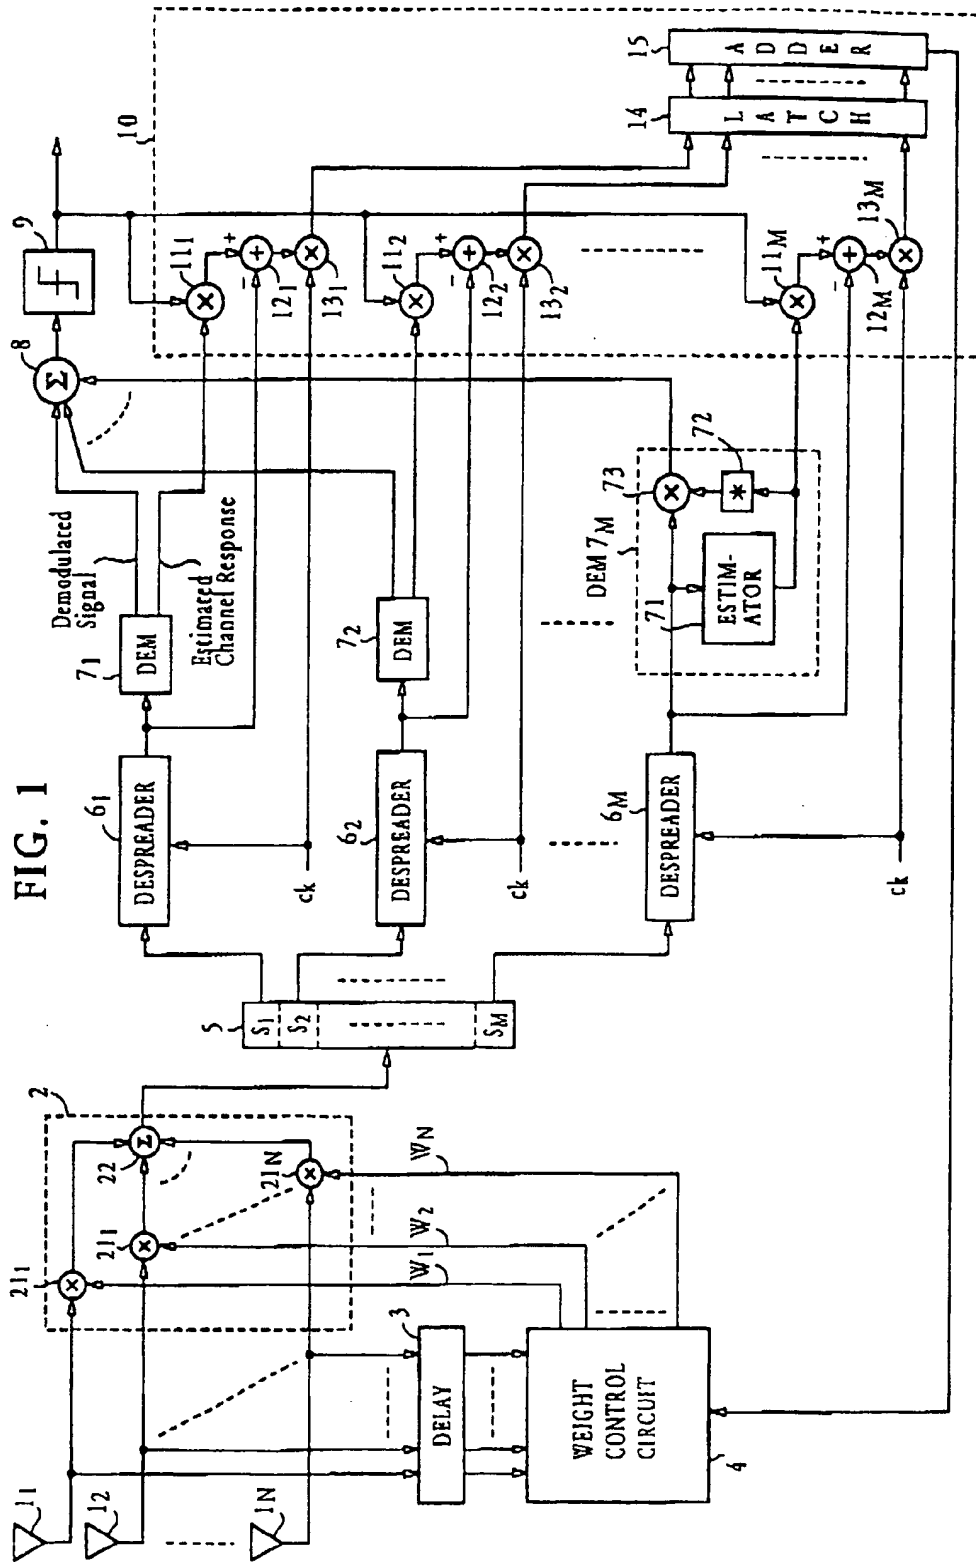 FIG. 1
1₁
1₂
1N
2
21₁
21₁
21N
22
W₁
W₂
WN
3
DELAY
WEIGHT
CONTROL
CIRCUIT
4
5
S₁
S₂
SM
6₁
DESPREADER
ck
6₂
DESPREADER
ck
6M
DESPREADER
ck
7₁
DEM
Demodulated
Signal
Estimated
Channel Response
7₂
DEM
DEM 7M
71
ESTIM-
ATOR
72
*
73
8
Σ
9
10
11₁
12₁
13₁
11₂
12₂
13₂
11M
12M
13M
14
LATCH
15
ADDER